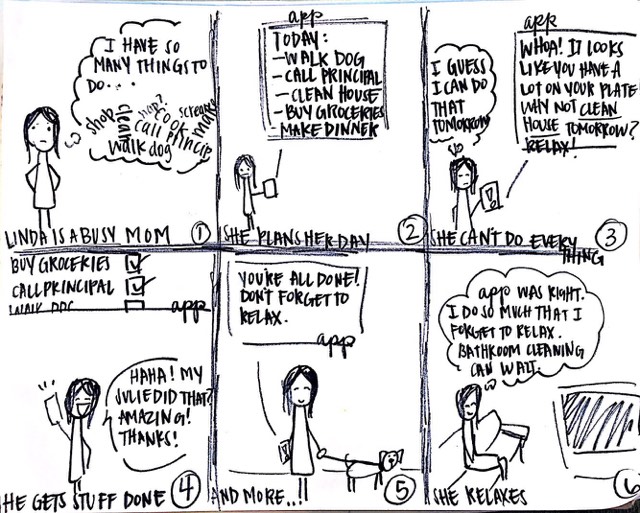 I HAVE SO
MANY THINGS TO
DO...
shop
clean
nap?
cook
scream
make
call princip
walk dog
LINDA IS A BUSY MOM
1
app
TODAY:
- WALK DOG
- CALL PRINCIPAL
- CLEAN HOUSE
- BUY GROCERIES
- MAKE DINNER
SHE PLANS HER DAY
2
app
WHOA! IT LOOKS
LIKE YOU HAVE A
LOT ON YOUR PLATE
WHY NOT CLEAN
HOUSE TOMORROW?
RELAX!
I GUESS
I CAN DO
THAT
TOMORROW
SHE CAN'T DO EVERY
THING
3
BUY GROCERIES
CALL PRINCIPAL
WALK DOG
app
HAHA! MY
JULIE DID THAT?
AMAZING!
THANKS!
HE GETS STUFF DONE
4
YOU'RE ALL DONE!
DON'T FORGET TO
RELAX.
app
AND MORE..!
5
app WAS RIGHT.
I DO SO MUCH THAT I
FORGET TO RELAX.
BATHROOM CLEANING
CAN WAIT.
SHE RELAXES
6